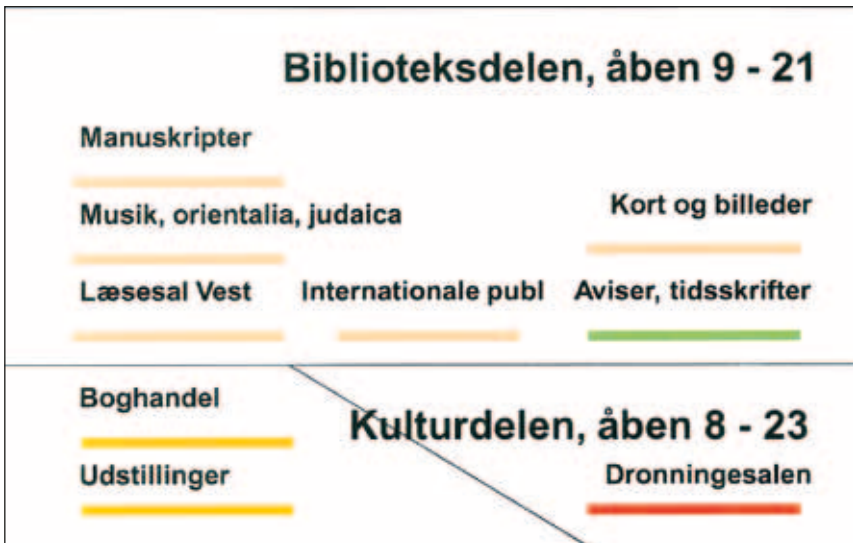 Biblioteksdelen, åben 9 - 21
Manuskripter
Musik, orientalia, judaica
Kort og billeder
Læsesal Vest
Internationale publ
Aviser, tidsskrifter
Boghandel
Kulturdelen, åben 8 - 23
Udstillinger
Dronningesalen